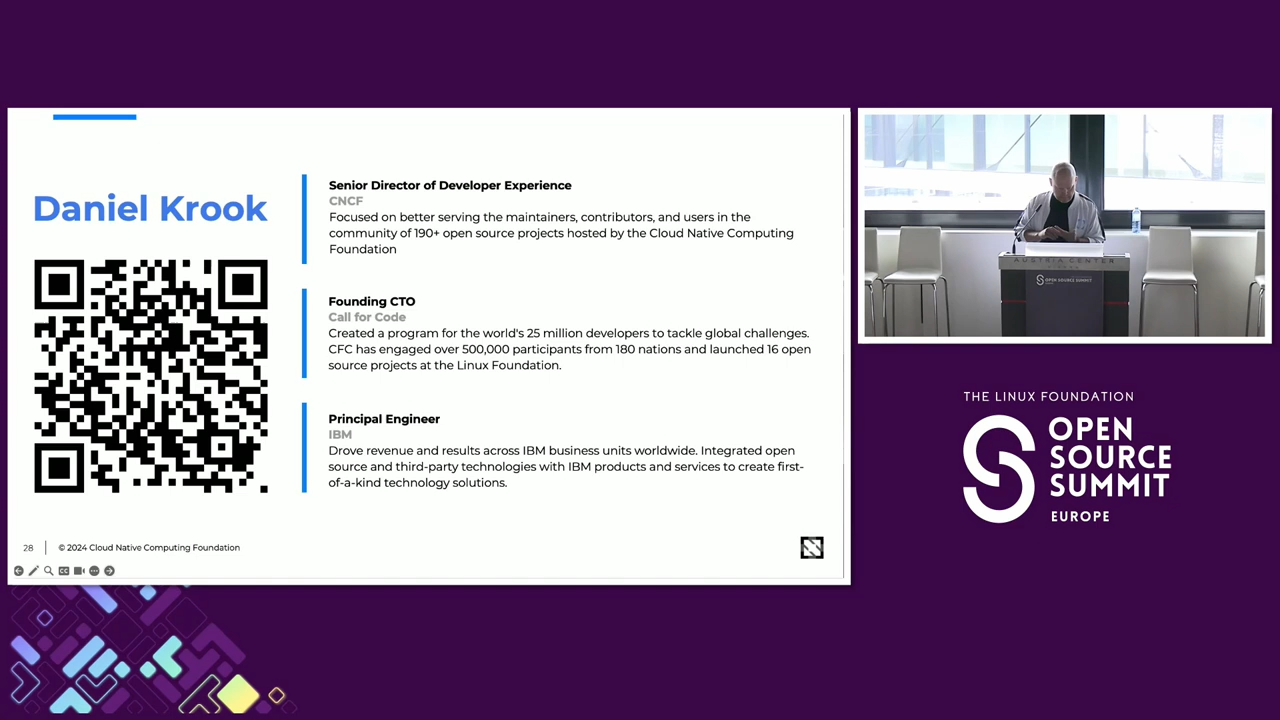 Daniel Krook
Senior Director of Developer Experience
CNCF
Focused on better serving the maintainers, contributors, and users in the
community of 190+ open source projects hosted by the Cloud Native Computing
Foundation
Founding CTO
Call for Code
Created a program for the world's 25 million developers to tackle global challenges.
CFC has engaged over 500,000 participants from 180 nations and launched 16 open
source projects at the Linux Foundation.
Principal Engineer
IBM
Drove revenue and results across IBM business units worldwide. Integrated open
source and third-party technologies with IBM products and services to create first-
of-a-kind technology solutions.
28
© 2024 Cloud Native Computing Foundation
AUSTRIA CENTER
OPEN SOURCE SUMMIT
THE LINUX FOUNDATION
OPEN
SOURCE
SUMMIT
EUROPE